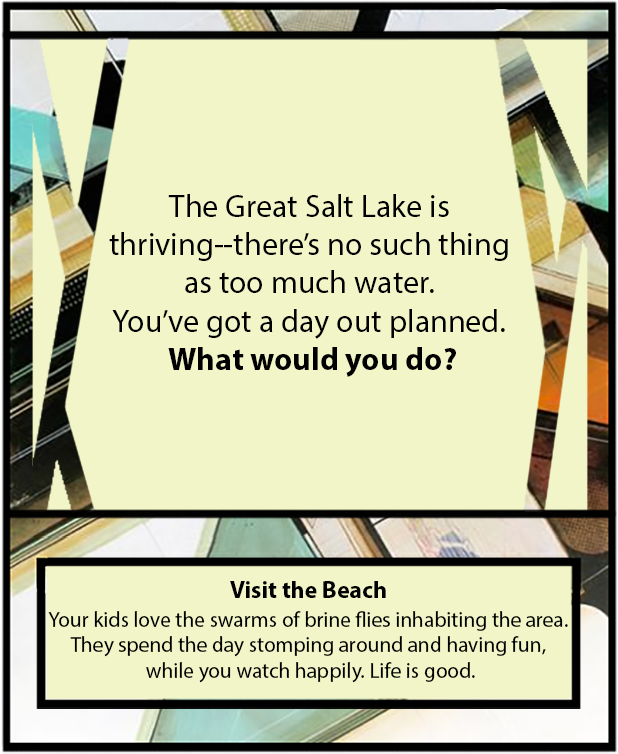 The Great Salt Lake is
thriving--there's no such thing
as too much water.
You've got a day out planned.
What would you do?
Visit the Beach
Your kids love the swarms of brine flies inhabiting the area.
They spend the day stomping around and having fun,
while you watch happily. Life is good.